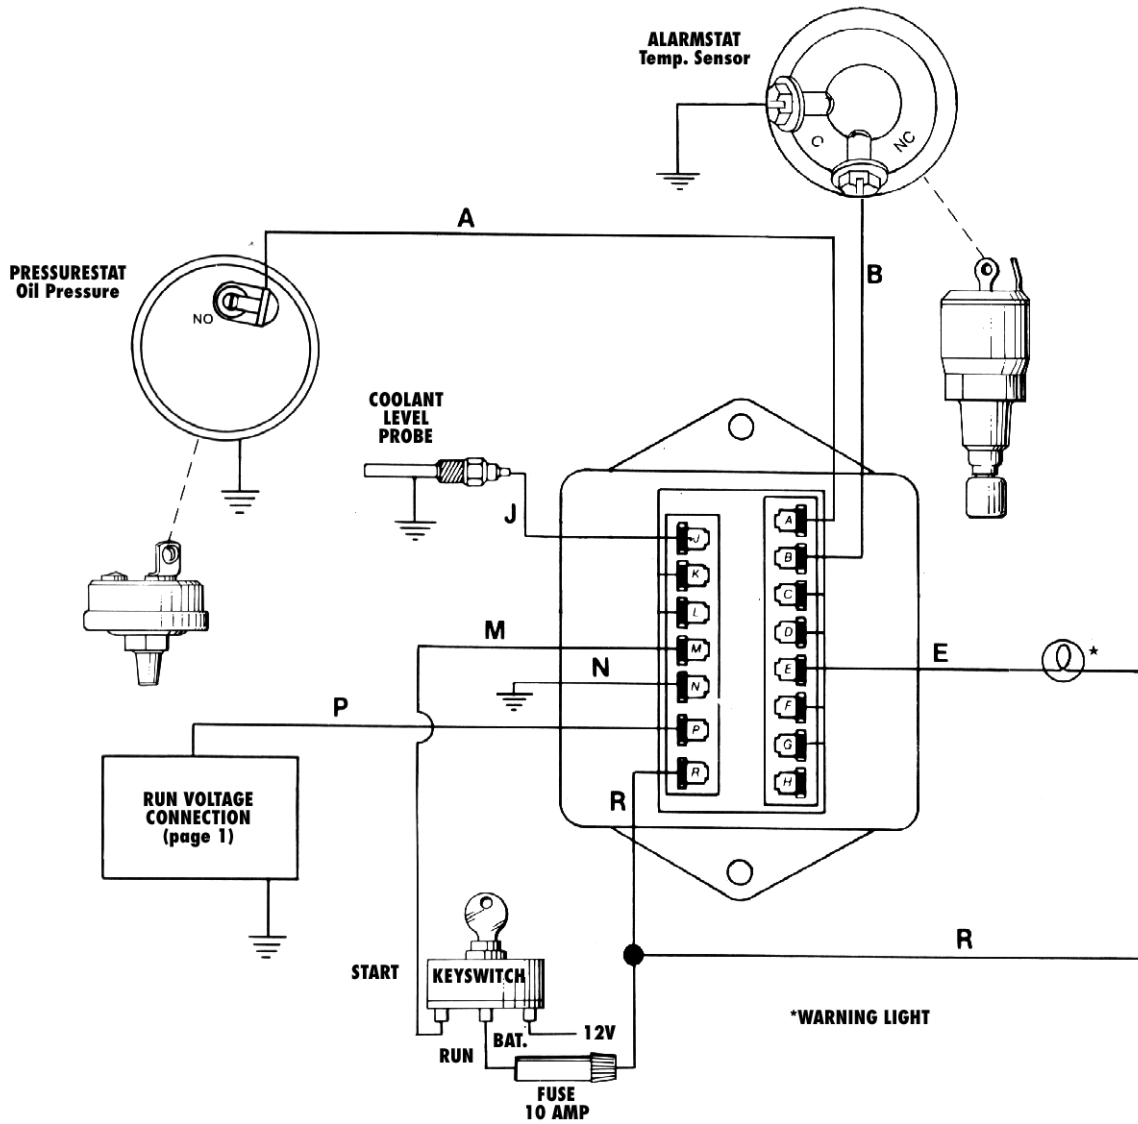 ALARMSTAT
Temp. Sensor
C
NC
A
B
PRESSURESTAT
Oil Pressure
NO
COOLANT
LEVEL
PROBE
J
A
J
B
K
C
L
D
M
M
E
E
*
N
N
F
P
P
G
R
H
R
RUN VOLTAGE
CONNECTION
(page 1)
R
START
KEYSWITCH
*WARNING LIGHT
BAT.
12V
RUN
FUSE
10 AMP